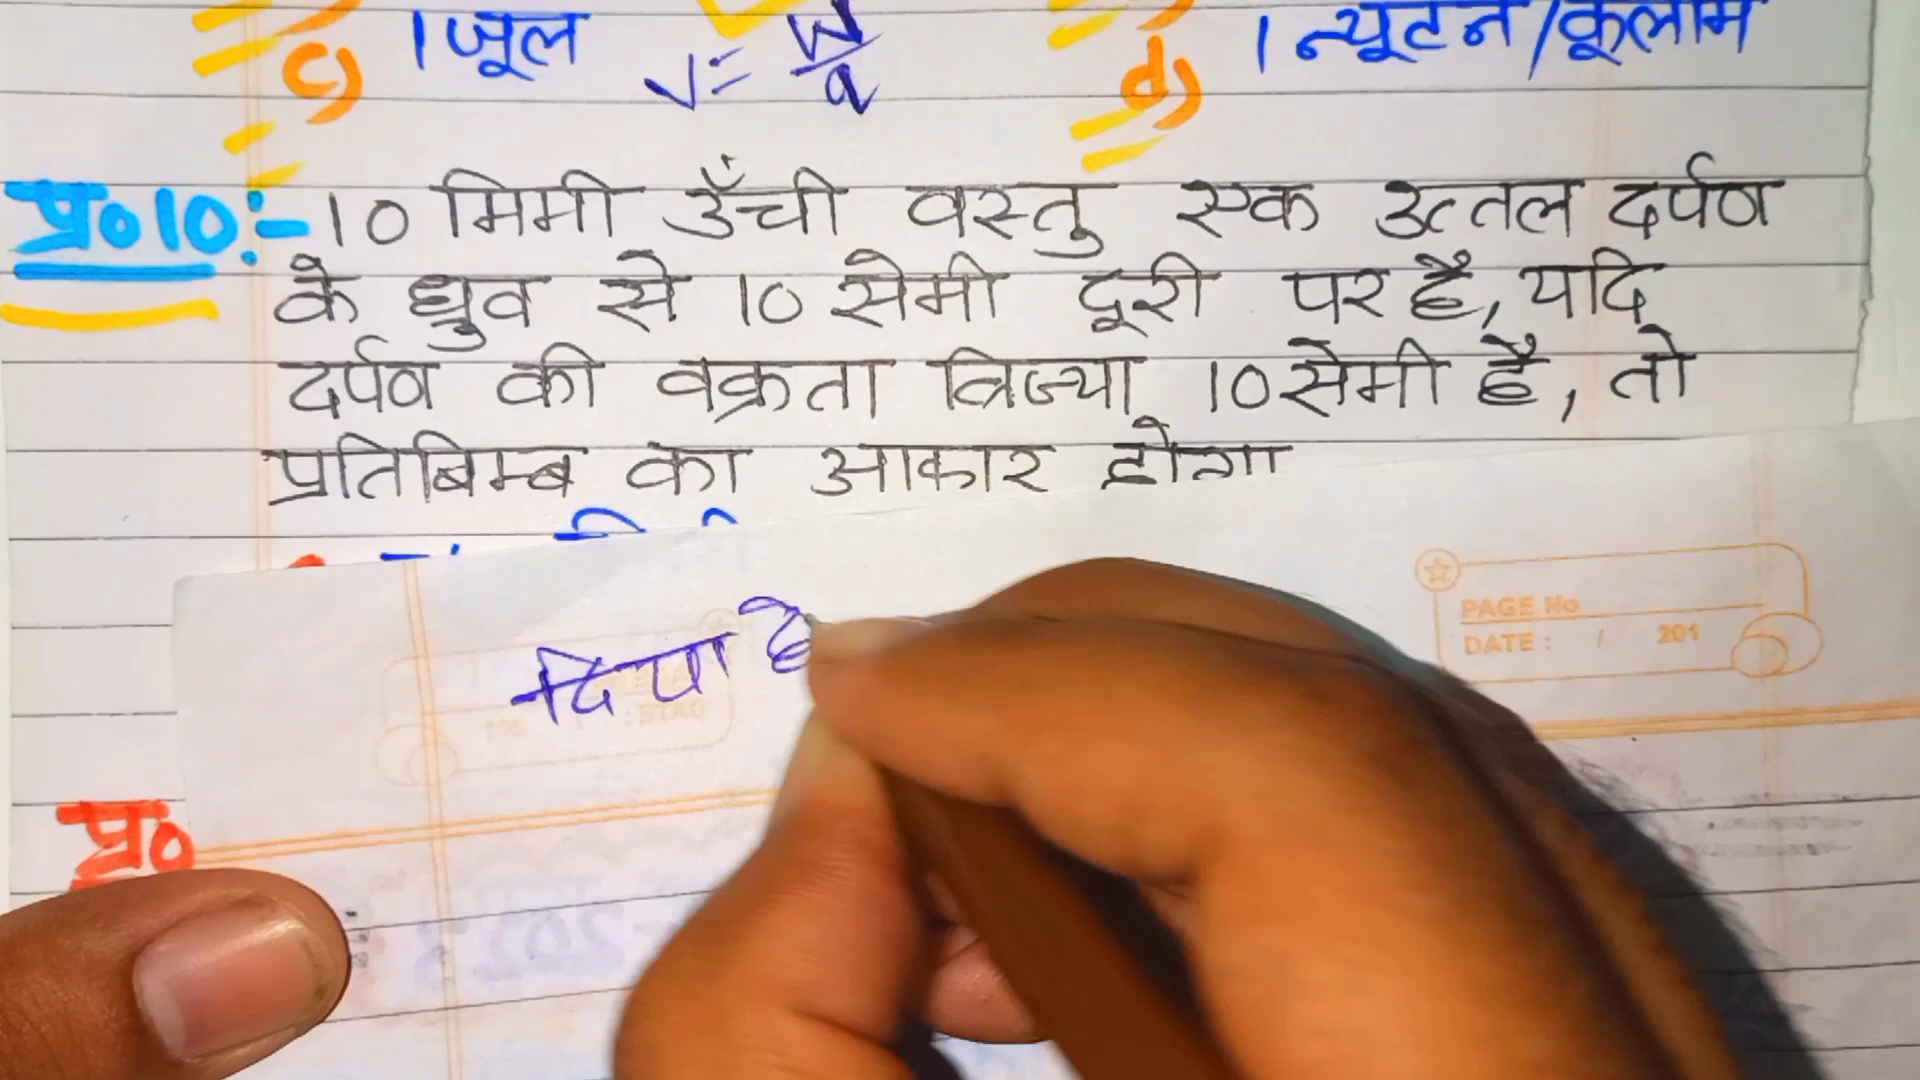 c) 1 जूल V = W/q d) 1 न्यूटन/कूलॉम
प्र०10:- 10 मिमी उँची वस्तु एक उत्तल दर्पण
के ध्रुव से 10 सेमी दूरी पर है, यदि
दर्पण की वक्रता त्रिज्या 10 सेमी है, तो
प्रतिबिम्ब का आकार होगा
PAGE No
DATE : / 201
दिया है
प्र०